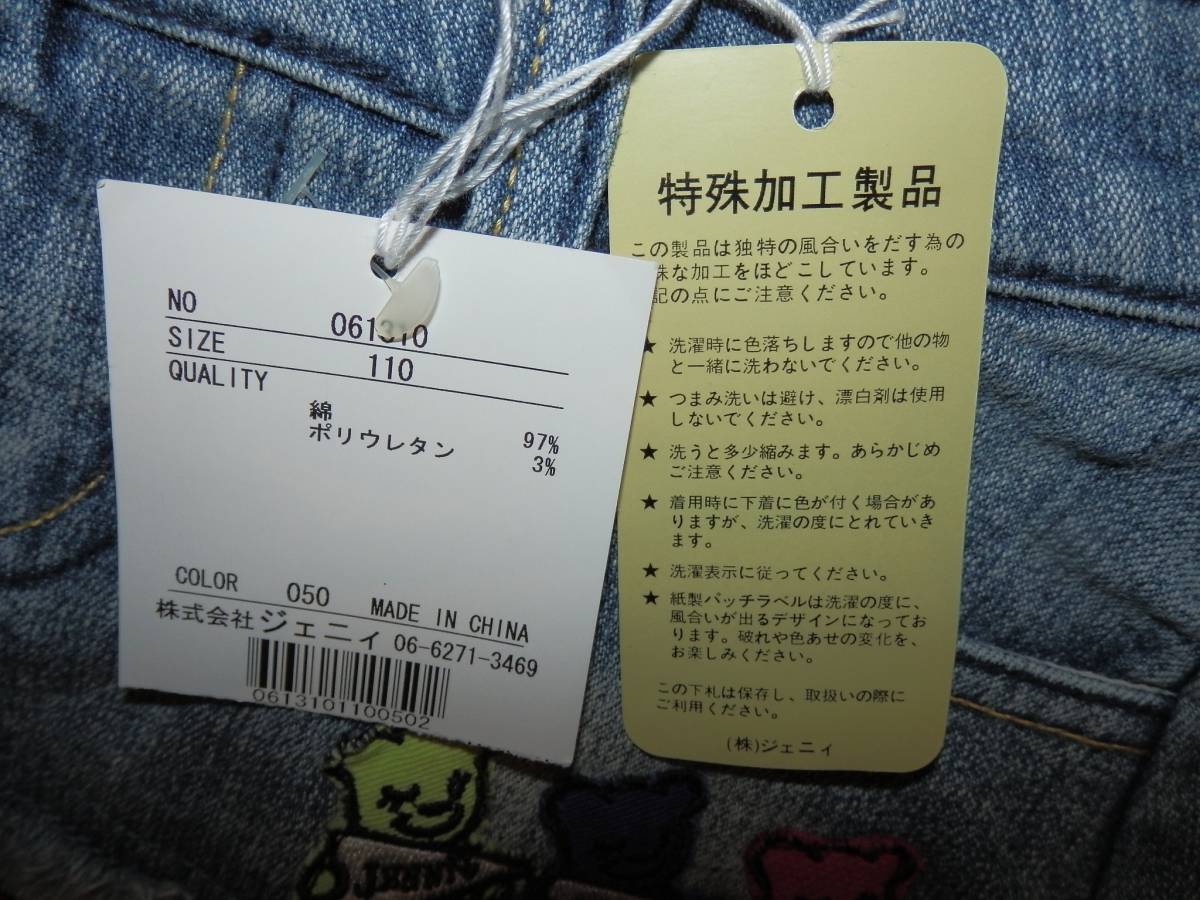 NO 061310
SIZE 110
QUALITY
綿 97%
ポリウレタン 3%
COLOR 050 MADE IN CHINA
株式会社ジェニィ 06-6271-3469
0613101100502
特殊加工製品
この製品は独特の風合いをだす為の
殊な加工をほどこしています。
記の点にご注意ください。
★ 洗濯時に色落ちしますので他の物
と一緒に洗わないでください。
★ つまみ洗いは避け、漂白剤は使用
しないでください。
★ 洗うと多少縮みます。あらかじめ
ご注意ください。
★ 着用時に下着に色が付く場合があ
りますが、洗濯の度にとれていき
ます。
★ 洗濯表示に従ってください。
★ 紙製パッチラベルは洗濯の度に、
風合いが出るデザインになってお
ります。破れや色あせの変化を、
お楽しみください。
この下札は保存し、取扱いの際に
ご利用ください。
(株)ジェニィ